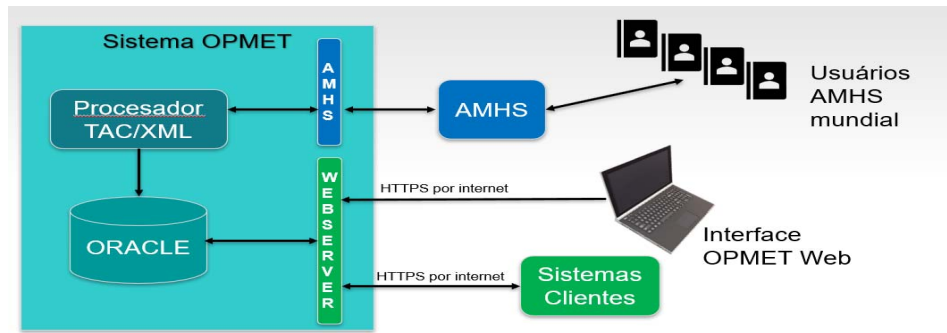 Sistema OPMET
AMHS
Procesador
TAC/XML
AMHS
Usuários
AMHS
mundial
WEBSERVER
HTTPS por internet
ORACLE
Interface
OPMET Web
HTTPS por internet
Sistemas
Clientes